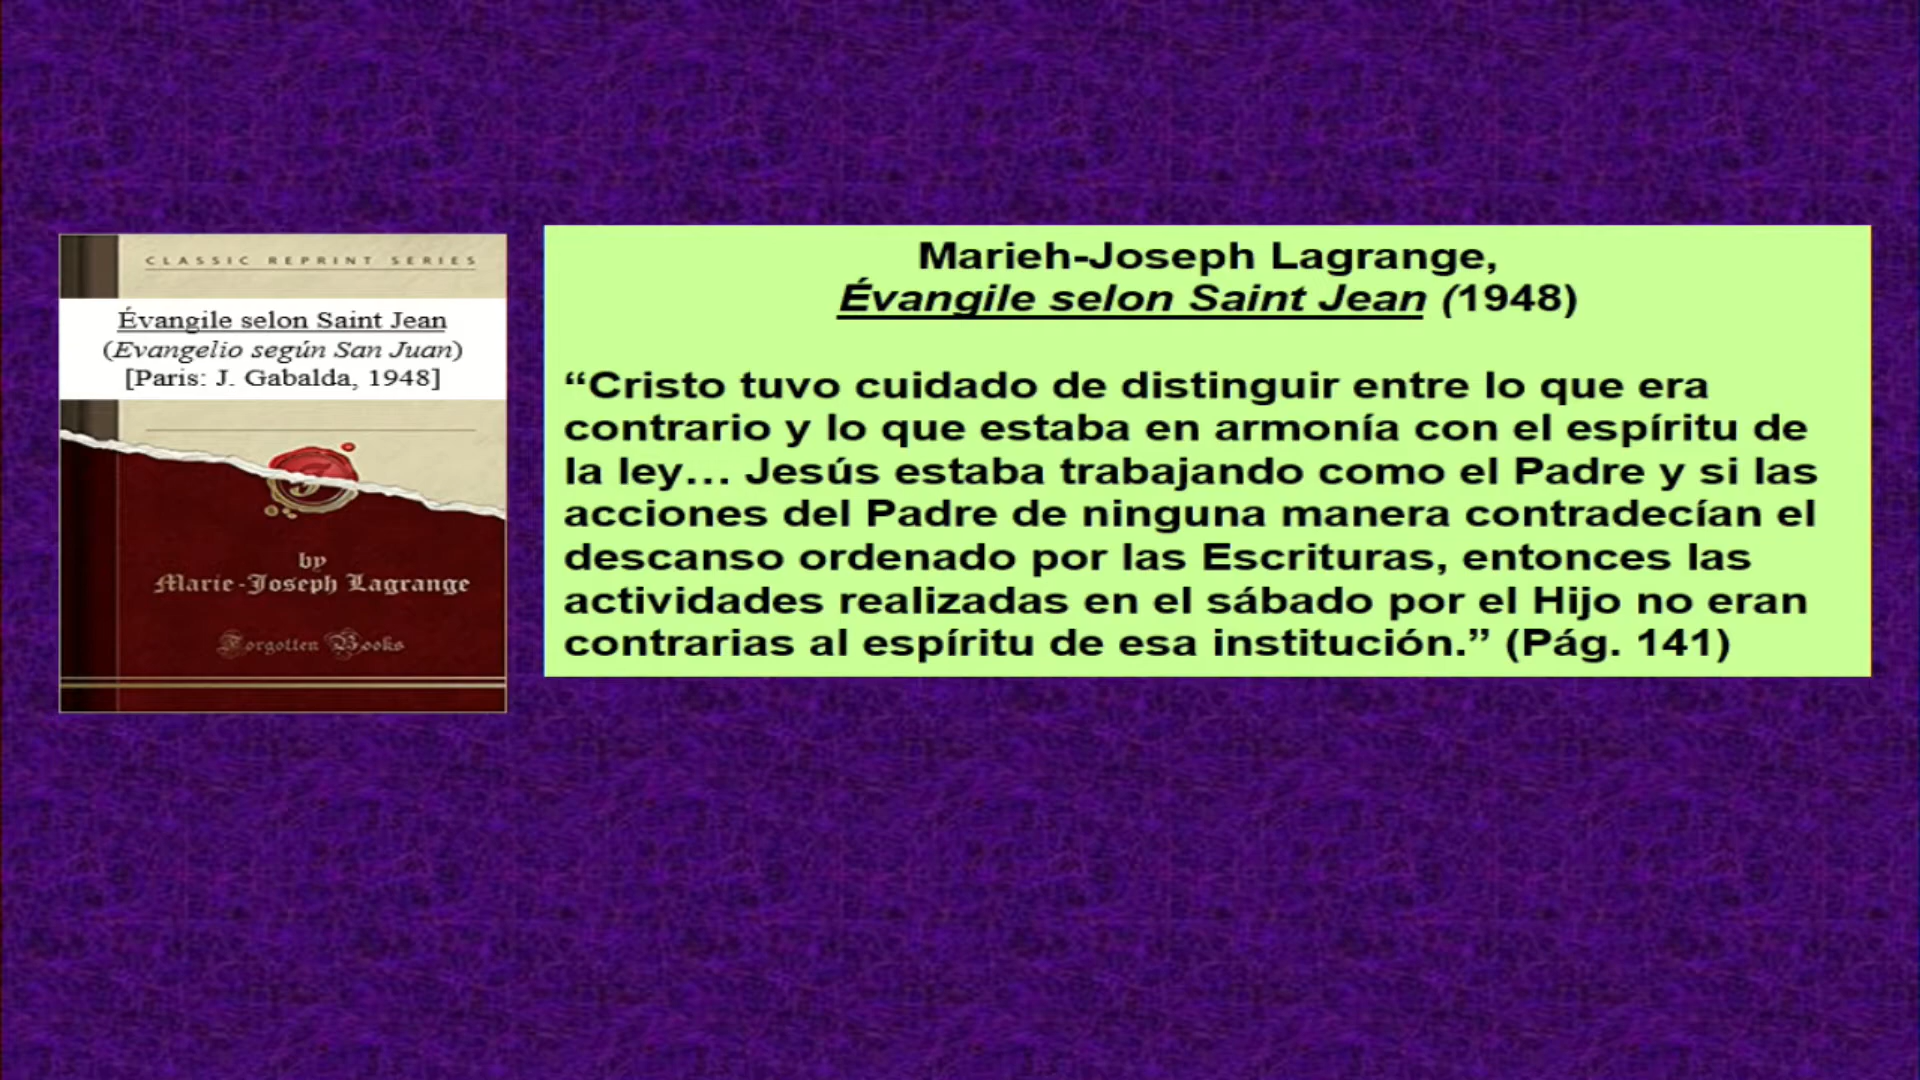 CLASSIC REPRINT SERIES
Évangile selon Saint Jean
(Evangelio según San Juan)
[Paris: J. Gabalda, 1948]
by
Marie-Joseph Lagrange
Forgotten Books
Marieh-Joseph Lagrange,
Évangile selon Saint Jean (1948)
“Cristo tuvo cuidado de distinguir entre lo que era
contrario y lo que estaba en armonía con el espíritu de
la ley… Jesús estaba trabajando como el Padre y si las
acciones del Padre de ninguna manera contradecían el
descanso ordenado por las Escrituras, entonces las
actividades realizadas en el sábado por el Hijo no eran
contrarias al espíritu de esa institución.” (Pág. 141)